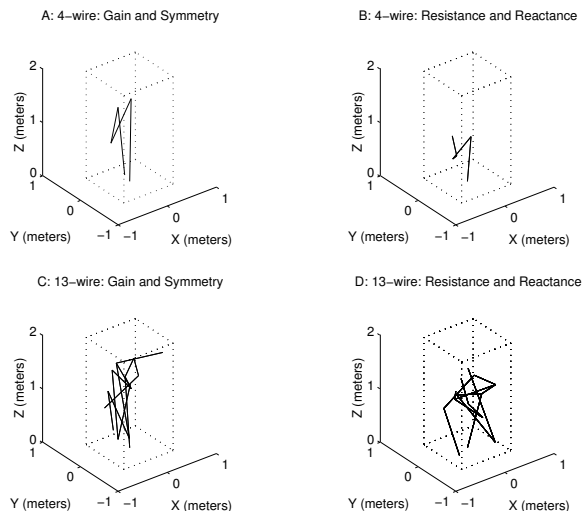 A: 4−wire: Gain and Symmetry
B: 4−wire: Resistance and Reactance
2
1
0
Z (meters)
1
0
−1
Y (meters)
−1
0
1
X (meters)
2
1
0
Z (meters)
1
0
−1
Y (meters)
−1
0
1
X (meters)
C: 13−wire: Gain and Symmetry
D: 13−wire: Resistance and Reactance
2
1
0
Z (meters)
1
0
−1
Y (meters)
−1
0
1
X (meters)
2
1
0
Z (meters)
1
0
−1
Y (meters)
−1
0
1
X (meters)